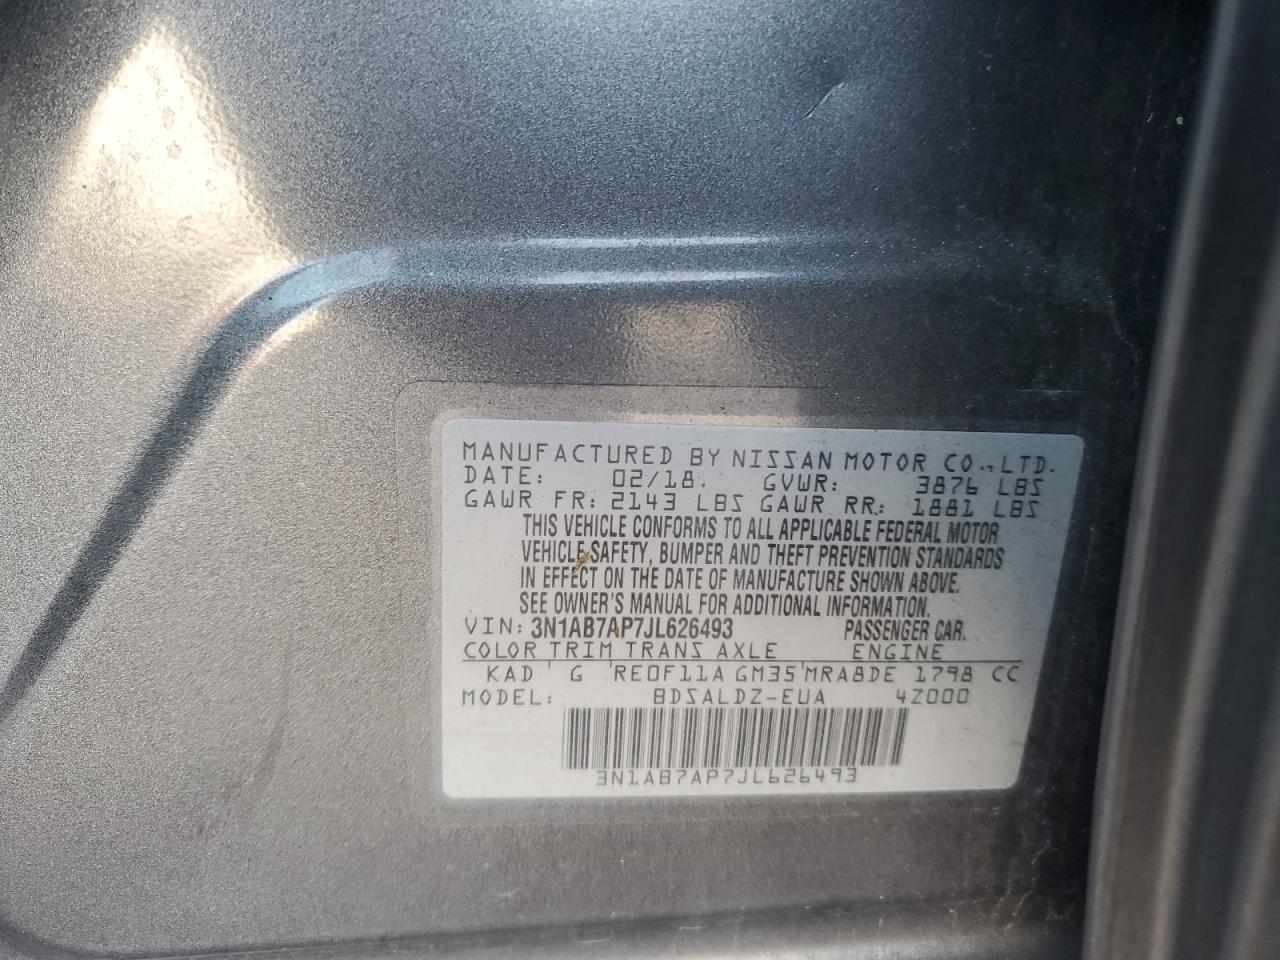 MANUFACTURED BY NISSAN MOTOR CO., LTD.
DATE: 02/18. GVWR: 3876 LBS
GAWR FR: 2143 LBS GAWR RR: 1881 LBS
THIS VEHICLE CONFORMS TO ALL APPLICABLE FEDERAL MOTOR
VEHICLE SAFETY, BUMPER AND THEFT PREVENTION STANDARDS
IN EFFECT ON THE DATE OF MANUFACTURE SHOWN ABOVE.
SEE OWNER'S MANUAL FOR ADDITIONAL INFORMATION.
VIN: 3N1AB7AP7JL626493 PASSENGER CAR.
COLOR TRIM TRANS AXLE ENGINE
KAD G RE0F11A GM35 MRA8DE 1798 CC
MODEL: BDSALDZ-EUA 4Z000
3N1AB7AP7JL626493